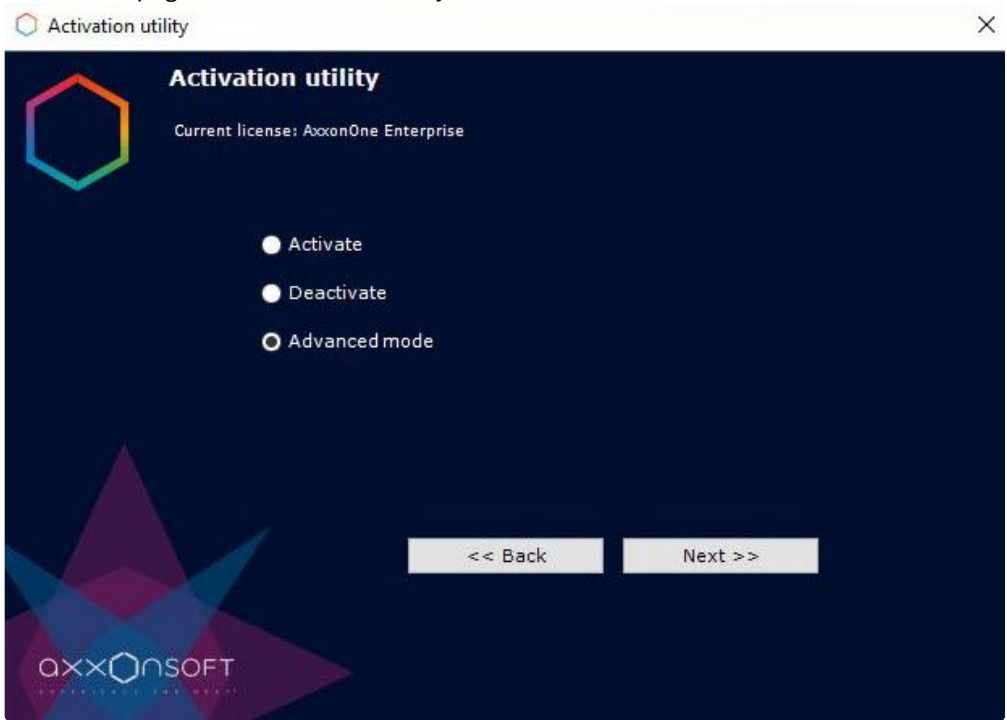 Activation utility
Activation utility
Current license: AxxonOne Enterprise
Activate
Deactivate
Advanced mode
<< Back
Next >>
axxonsoft